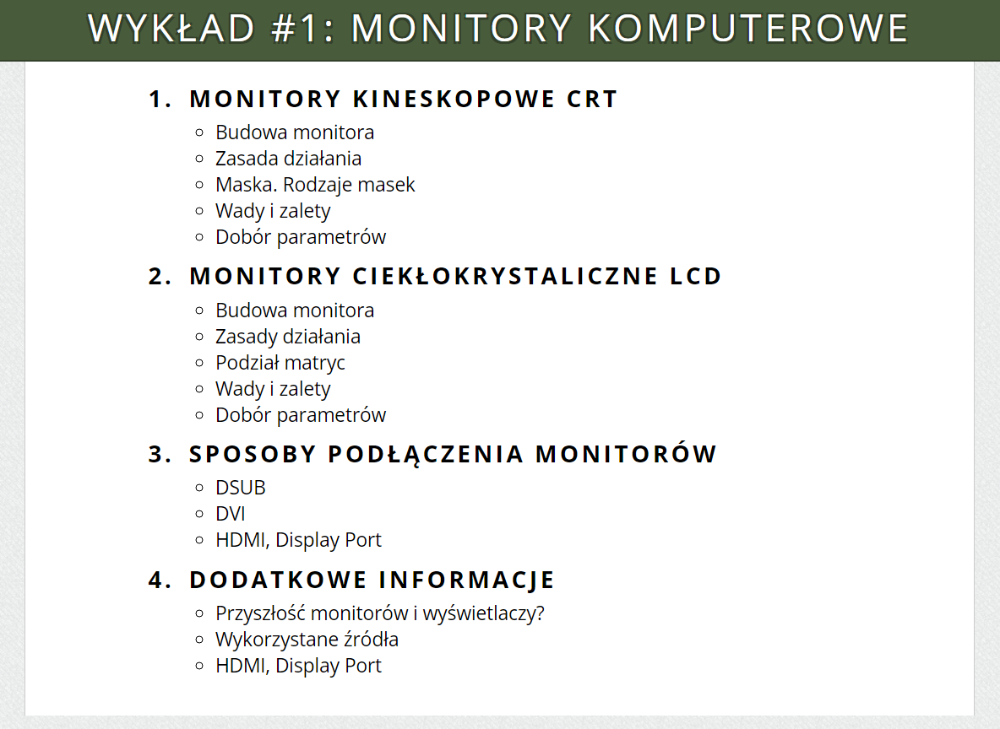 WYKŁAD #1: MONITORY KOMPUTEROWE
1. MONITORY KINESKOPOWE CRT
Budowa monitora
Zasada działania
Maska. Rodzaje masek
Wady i zalety
Dobór parametrów
2. MONITORY CIEKŁOKRYSTALICZNE LCD
Budowa monitora
Zasady działania
Podział matryc
Wady i zalety
Dobór parametrów
3. SPOSOBY PODŁĄCZENIA MONITORÓW
DSUB
DVI
HDMI, Display Port
4. DODATKOWE INFORMACJE
Przyszłość monitorów i wyświetlaczy?
Wykorzystane źródła
HDMI, Display Port